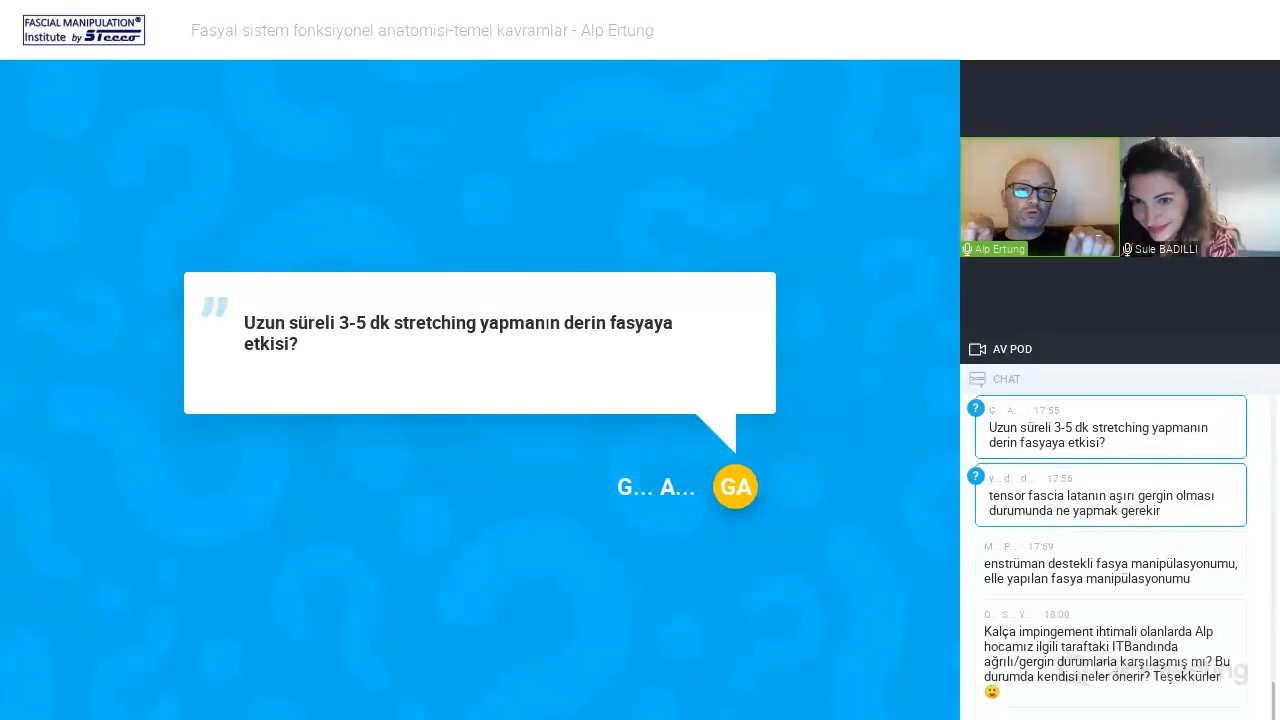 FASCIAL MANIPULATION®
Institute by Stecco
Fasyal sistem fonksiyonel anatomisi-temel kavramlar - Alp Ertung
Uzun süreli 3-5 dk stretching yapmanın derin fasyaya
etkisi?
G... A... GA
Alp Ertung
Sule BADILLI
AV POD
CHAT
? G... A... 17:55
Uzun süreli 3-5 dk stretching yapmanın
derin fasyaya etkisi?
? y... d... d... 17:56
tensor fascia latanın aşırı gergin olması
durumunda ne yapmak gerekir
M... P... 17:59
enstrüman destekli fasya manipülasyonumu,
elle yapılan fasya manipülasyonumu
18:00
Kalça impingement ihtimali olanlarda Alp
hocamız ilgili taraftaki ITBandında
ağrılı/gergin durumlarla karşılaşmış mı? Bu
durumda kendisi neler önerir? Teşekkürler